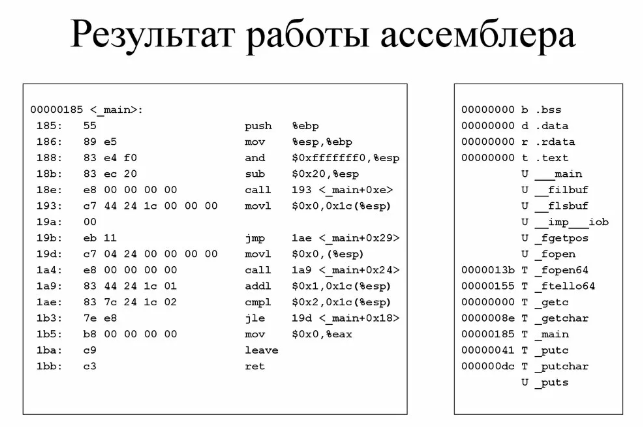 Результат работы ассемблера
00000185 <_main>:
185: 55 push %ebp
186: 89 e5 mov %esp,%ebp
188: 83 e4 f0 and $0xfffffff0,%esp
18b: 83 ec 20 sub $0x20,%esp
18e: e8 00 00 00 00 call 193 <_main+0xe>
193: c7 44 24 1c 00 00 00 movl $0x0,0x1c(%esp)
19a: 00
19b: eb 11 jmp 1ae <_main+0x29>
19d: c7 04 24 00 00 00 00 movl $0x0,(%esp)
1a4: e8 00 00 00 00 call 1a9 <_main+0x24>
1a9: 83 44 24 1c 01 addl $0x1,0x1c(%esp)
1ae: 83 7c 24 1c 02 cmpl $0x2,0x1c(%esp)
1b3: 7e e8 jle 19d <_main+0x18>
1b5: b8 00 00 00 00 mov $0x0,%eax
1ba: c9 leave
1bb: c3 ret
00000000 b .bss
00000000 d .data
00000000 r .rdata
00000000 t .text
U ___main
U __filbuf
U __flsbuf
U __imp___iob
U _fgetpos
U _fopen
0000013b T _fopen64
00000155 T _ftello64
00000000 T _getc
0000008e T _getchar
00000185 T _main
00000041 T _putc
000000dc T _putchar
U _puts